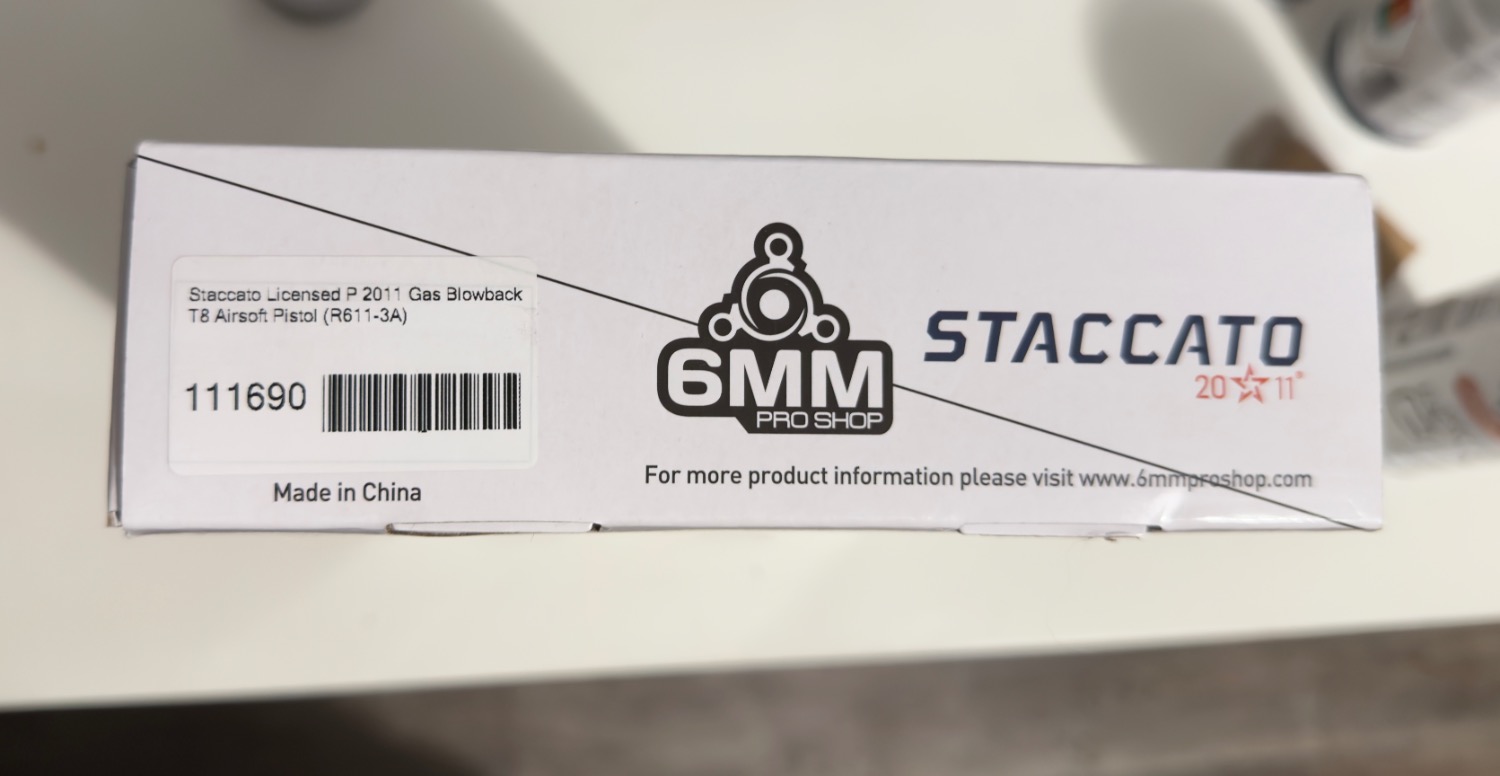 Staccato Licensed P 2011 Gas Blowback
T8 Airsoft Pistol (R611-3A)
111690
Made in China
6
6MM
PRO SHOP
STACCATO
20 11®
For more product information please visit www.6mmproshop.com